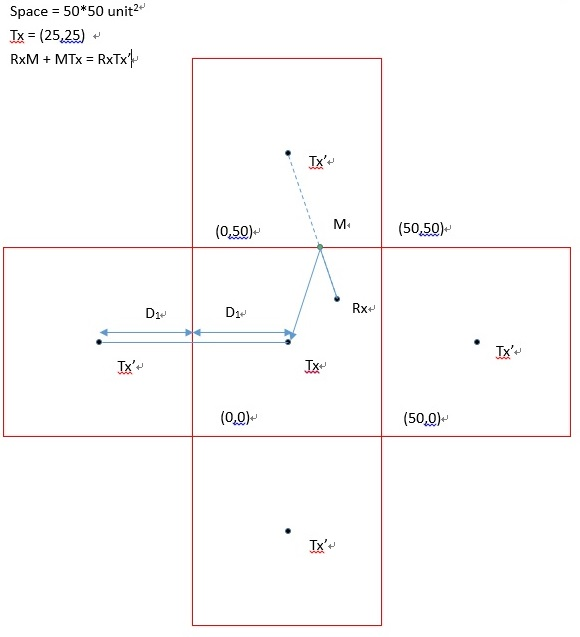 Space = 50*50 unit²
Tx = (25,25)
RxM + MTx = RxTx’
Tx’
(0,50)
M
(50,50)
D₁
D₁
Rx
Tx’
Tx
Tx’
(0,0)
(50,0)
Tx’